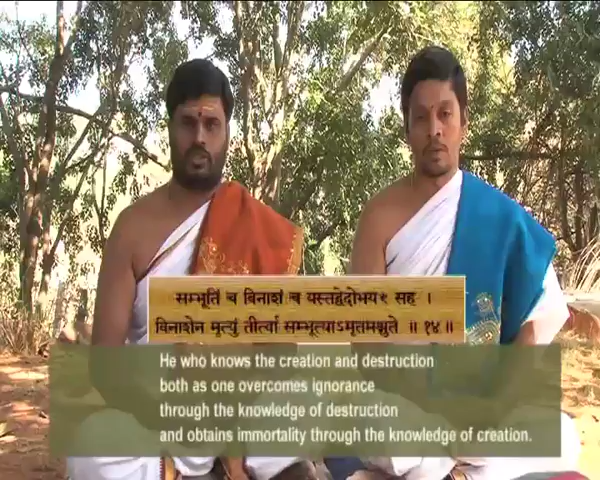 सम्भूतिं च विनाशं च यस्तद्वेदोभयꣳ सह ।
विनाशेन मृत्युं तीर्त्वा सम्भूत्याऽमृतमश्नुते ॥ १४॥
He who knows the creation and destruction
both as one overcomes ignorance
through the knowledge of destruction
and obtains immortality through the knowledge of creation.